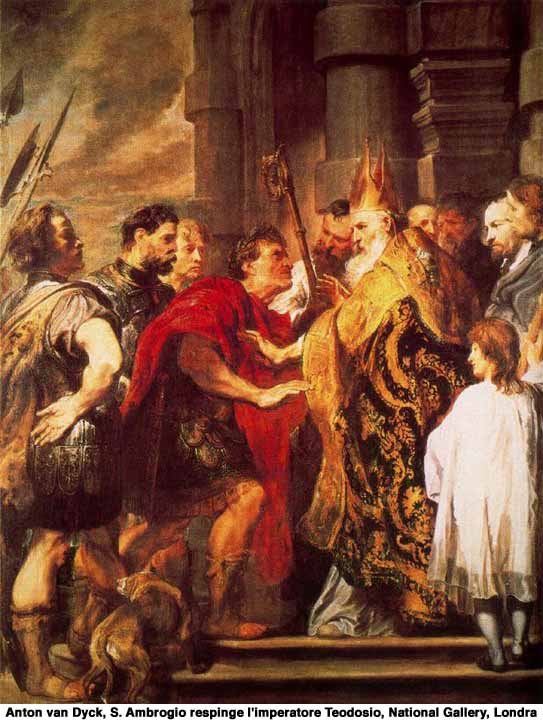 Anton van Dyck, S. Ambrogio respinge l'imperatore Teodosio, National Gallery, Londra